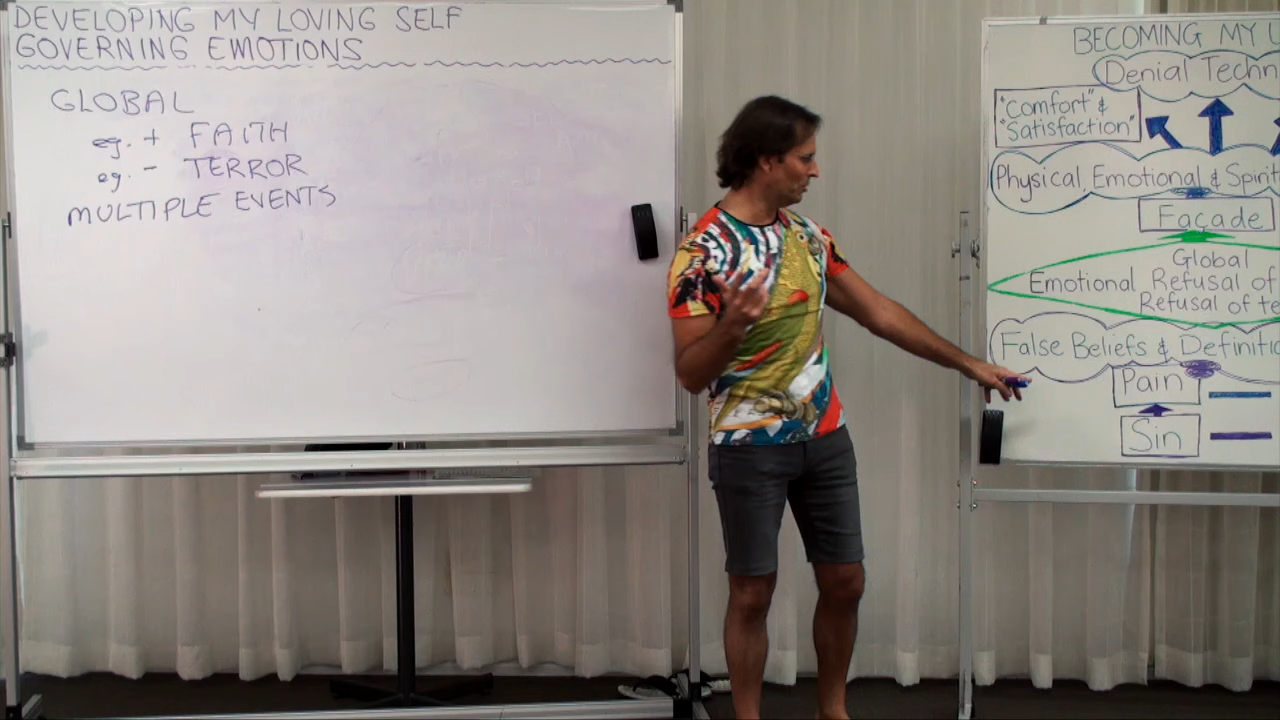 DEVELOPING MY LOVING SELF
GOVERNING EMOTIONS
GLOBAL
eg. + FAITH
eg. - TERROR
MULTIPLE EVENTS
BECOMING MY
Denial Techn
"Comfort" &
"Satisfaction"
Physical Emotional & Spirit
Façade
Global
Emotional Refusal of
Refusal of te
False Beliefs & Definiti
Pain
Sin